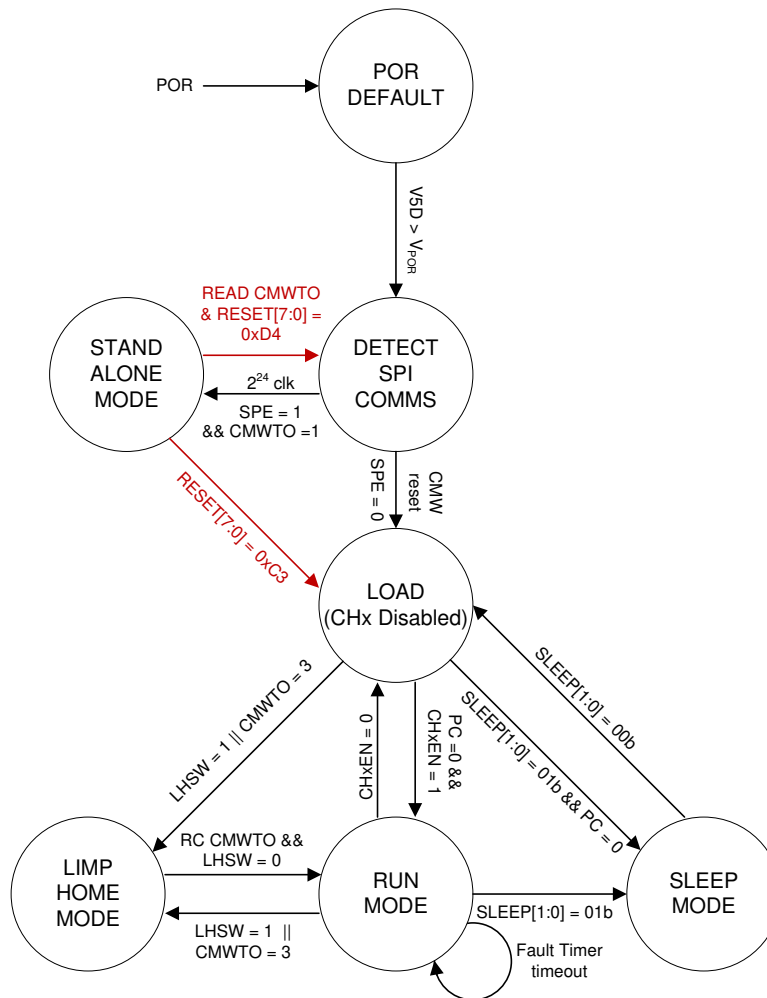 POR
DEFAULT
POR
V5D > VPOR
READ CMWTO
& RESET[7:0] =
0xD4
STAND
ALONE
MODE
DETECT
SPI
COMMS
2²⁴ clk
SPE = 1
&& CMWTO =1
CMW
reset
SPE = 0
RESET[7:0] = 0xC3
LOAD
(CHx Disabled)
LHSW = 1 || CMWTO = 3
CHxEN = 0
PC =0 &&
CHxEN = 1
SLEEP[1:0] = 01b && PC = 0
SLEEP[1:0] = 00b
LIMP
HOME
MODE
RC CMWTO &&
LHSW = 0
LHSW = 1 ||
CMWTO = 3
RUN
MODE
SLEEP[1:0] = 01b
SLEEP
MODE
Fault Timer
timeout